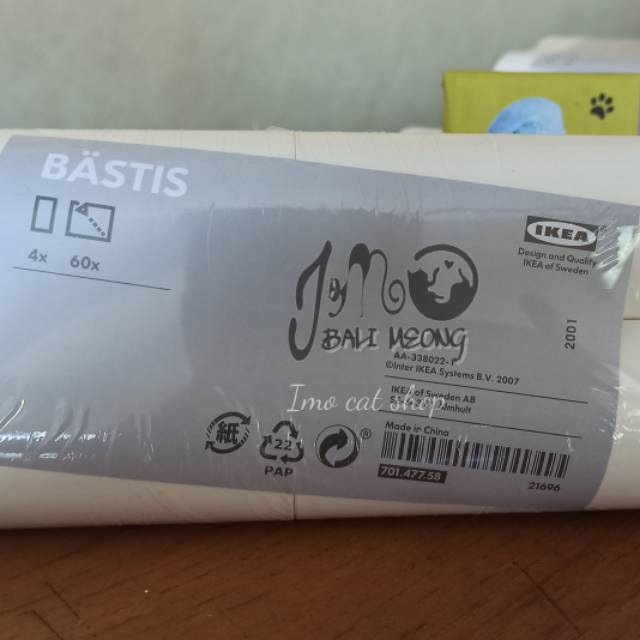 BÄSTIS
4x 60x
IKEA
Design and Quality
IKEA of Sweden
2001
JbyMO
BALI MEONG
AA-338022-
©Inter IKEA Systems B.V. 2007
IKEA of Sweden AB
Imo cat shop
紙
22
PAP
®
Made in China
701.477.58
21696